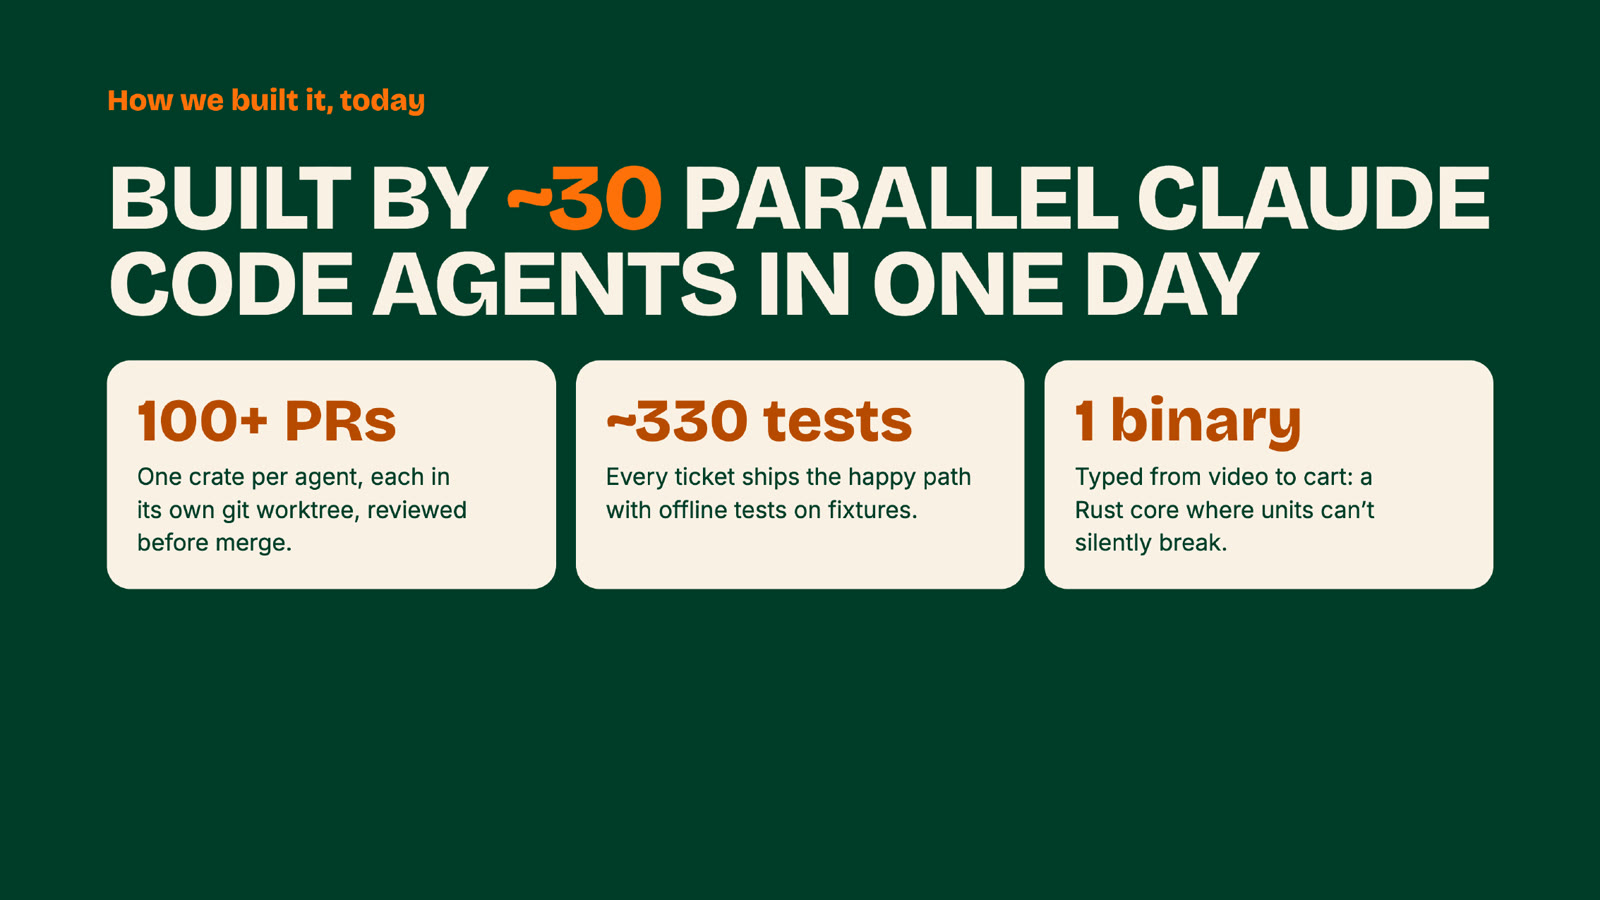 How we built it, today
BUILT BY ~30 PARALLEL CLAUDE
CODE AGENTS IN ONE DAY
100+ PRs
One crate per agent, each in
its own git worktree, reviewed
before merge.
~330 tests
Every ticket ships the happy path
with offline tests on fixtures.
1 binary
Typed from video to cart: a
Rust core where units can’t
silently break.